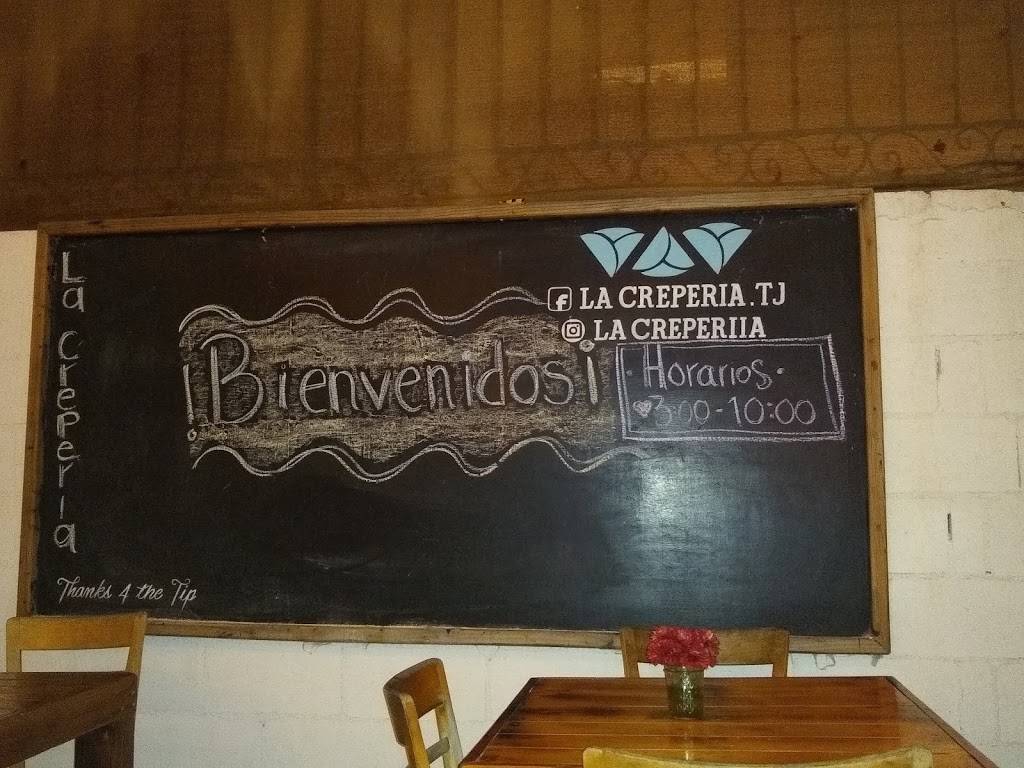 La Creperia
LA CREPERIA.TJ
LA CREPERIIA
!Bienvenidos¡
·Horarios·
3:00-10:00
Thanks 4 the Tip